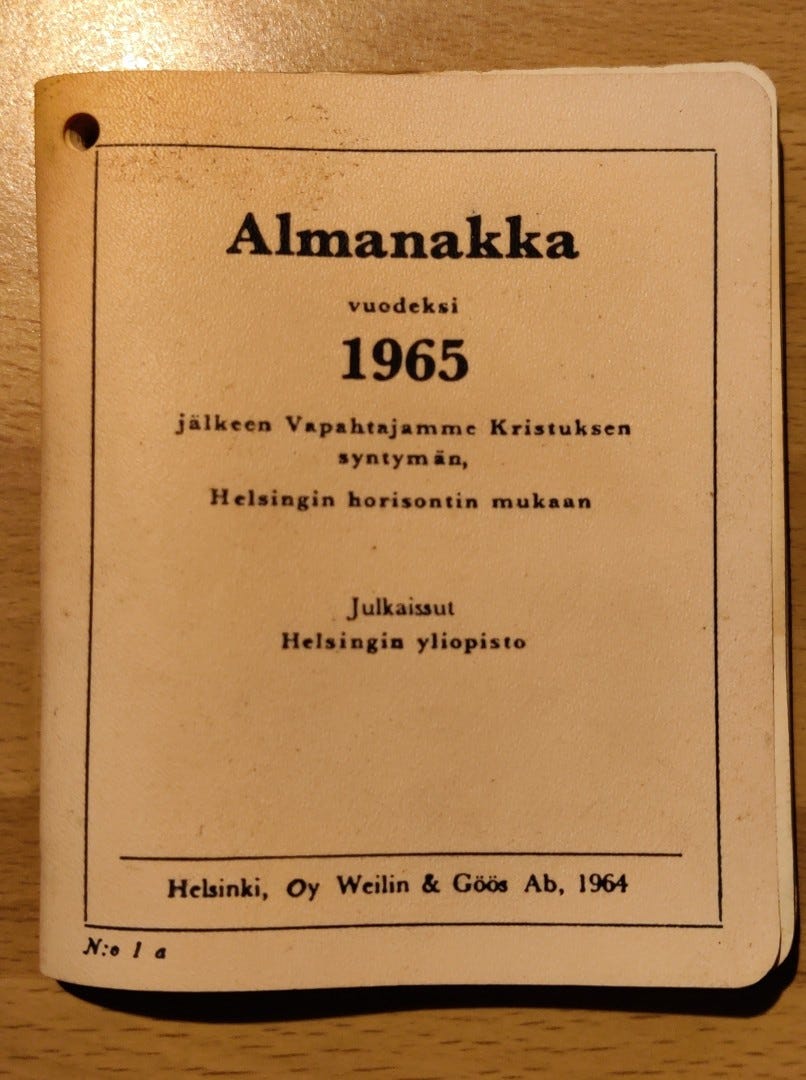 Almanakka
vuodeksi
1965
jälkeen Vapahtajamme Kristuksen
syntymän,
Helsingin horisontin mukaan
Julkaissut
Helsingin yliopisto
Helsinki, Oy Weilin & Göös Ab, 1964
N:o 1 a